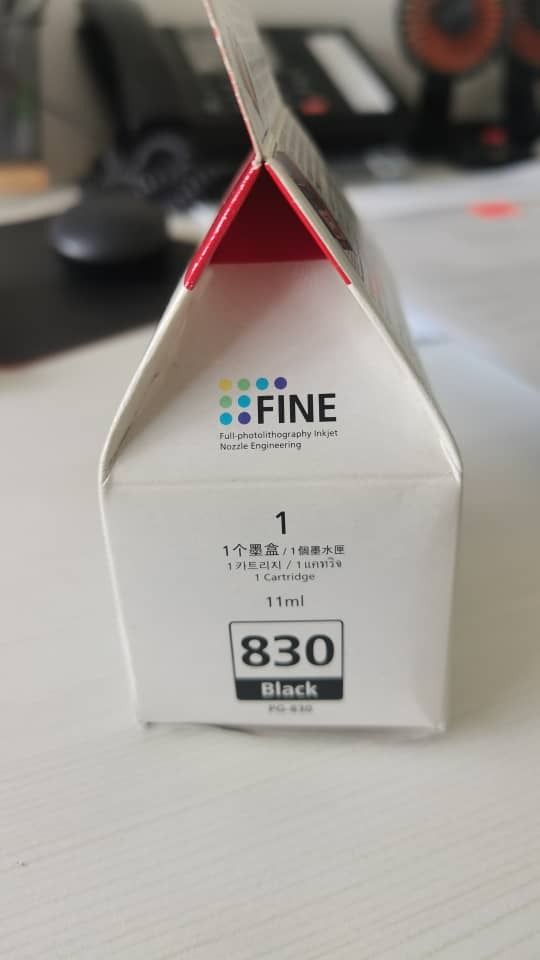 FINE
Full-photolithography Inkjet
Nozzle Engineering
1
1个墨盒 / 1個墨水匣
1카트리지 / 1แคทริจ
1 Cartridge
11ml
830
Black
PG-830